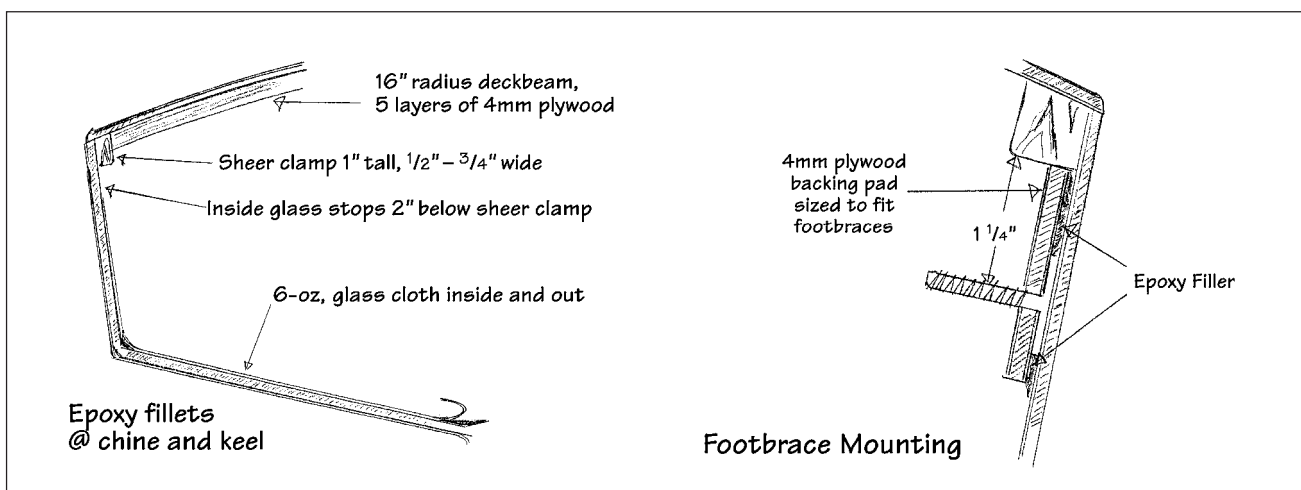 16" radius deckbeam,
5 layers of 4mm plywood
Sheer clamp 1" tall, 1/2" – 3/4" wide
Inside glass stops 2" below sheer clamp
6-oz, glass cloth inside and out
Epoxy fillets
@ chine and keel
4mm plywood
backing pad
sized to fit
footbraces
1 1/4"
Epoxy Filler
Footbrace Mounting